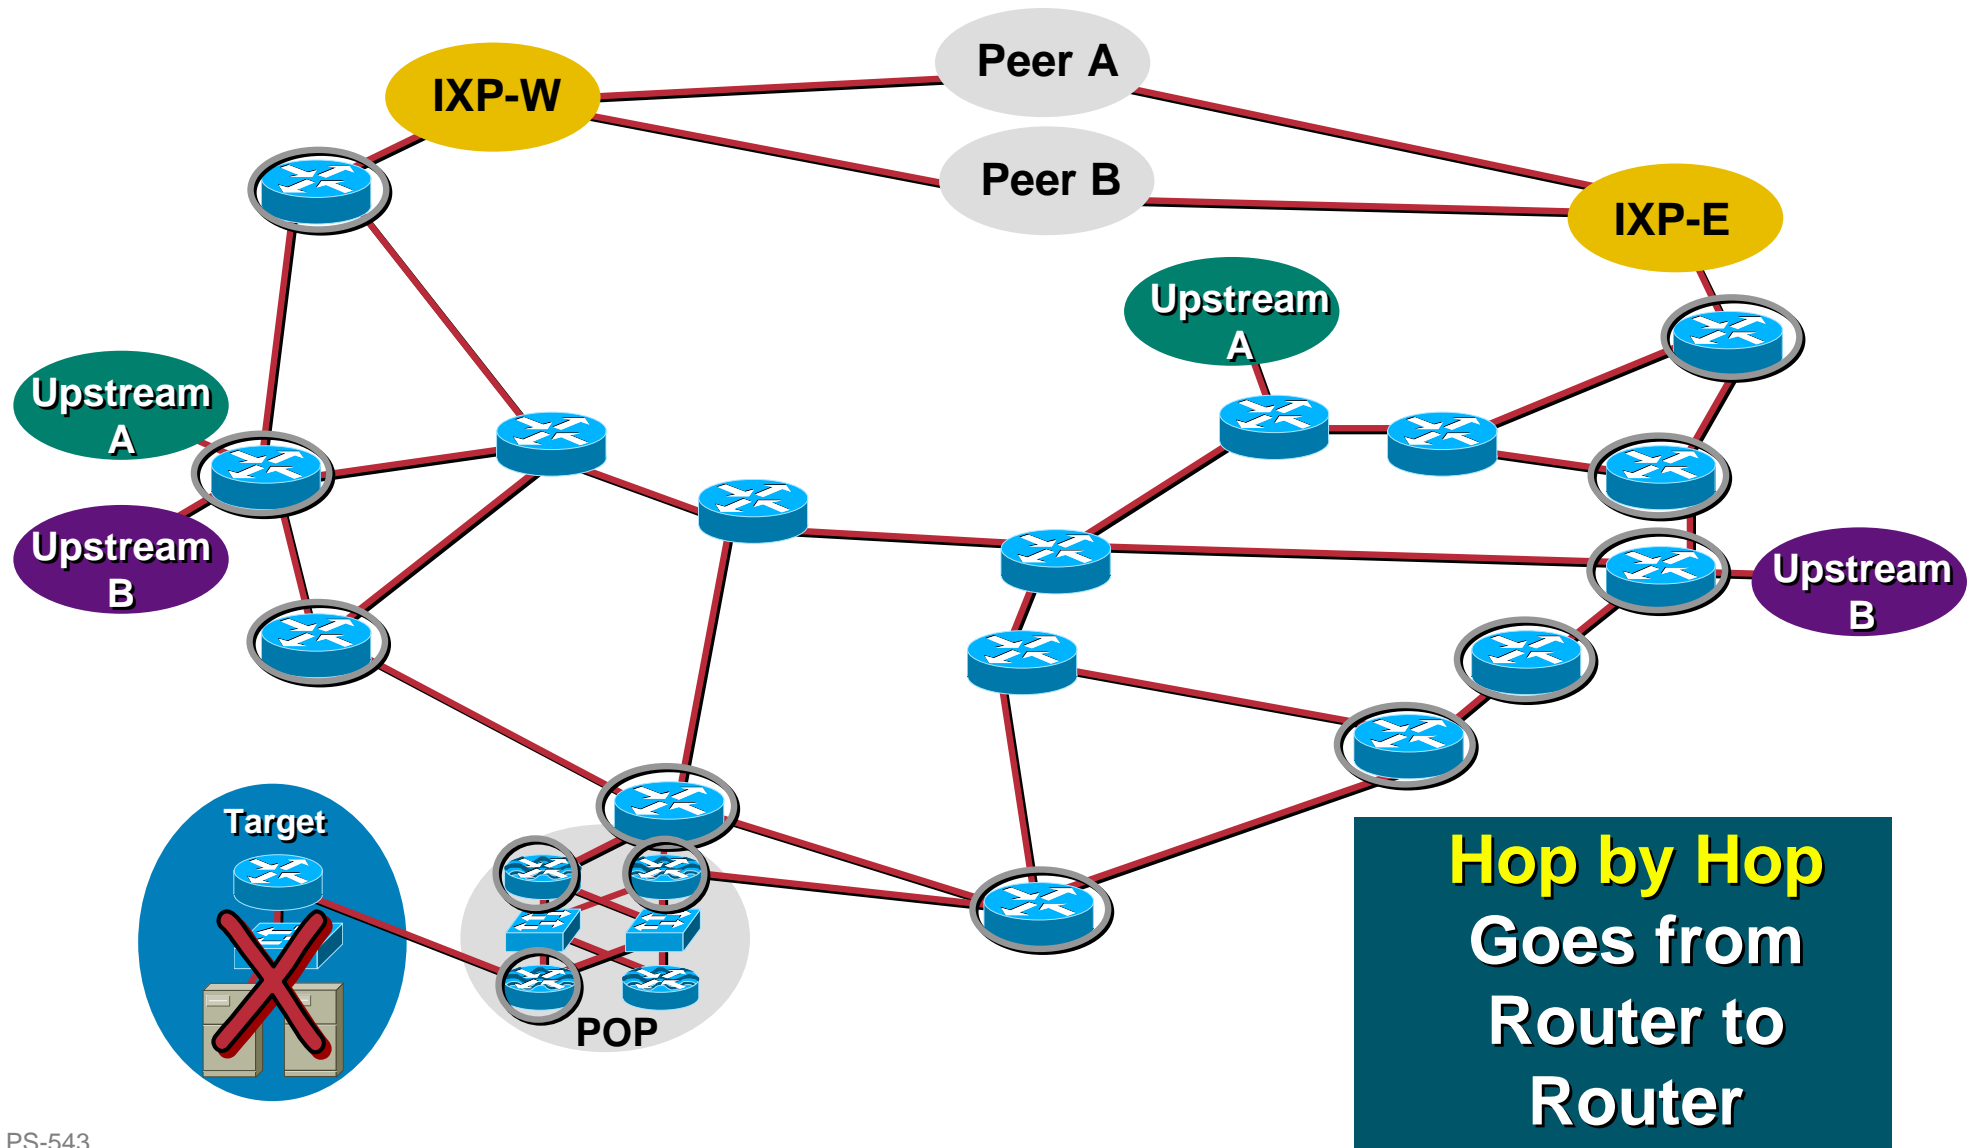 Peer A
IXP-W
Peer B
IXP-E
Upstream
A
Upstream
A
Upstream
B
Upstream
B
Target
POP
Hop by Hop
Goes from
Router to
Router
PS-543